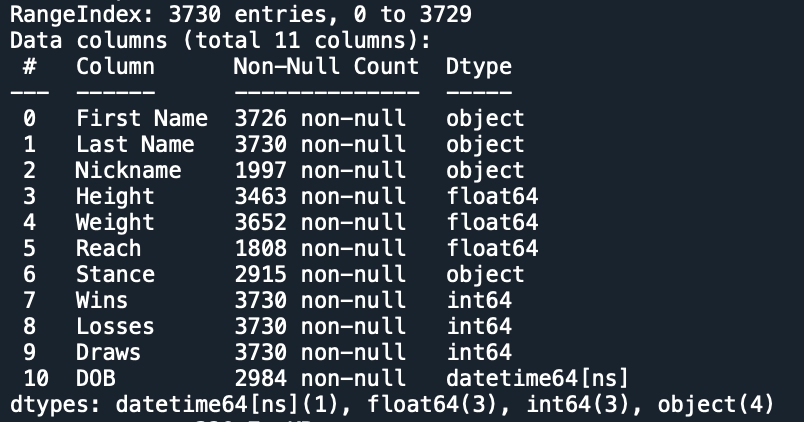 RangeIndex: 3730 entries, 0 to 3729
Data columns (total 11 columns):
 #   Column      Non-Null Count  Dtype
---  ------      --------------  -----
 0   First Name  3726 non-null   object
 1   Last Name   3730 non-null   object
 2   Nickname    1997 non-null   object
 3   Height      3463 non-null   float64
 4   Weight      3652 non-null   float64
 5   Reach       1808 non-null   float64
 6   Stance      2915 non-null   object
 7   Wins        3730 non-null   int64
 8   Losses      3730 non-null   int64
 9   Draws       3730 non-null   int64
 10  DOB         2984 non-null   datetime64[ns]
dtypes: datetime64[ns](1), float64(3), int64(3), object(4)